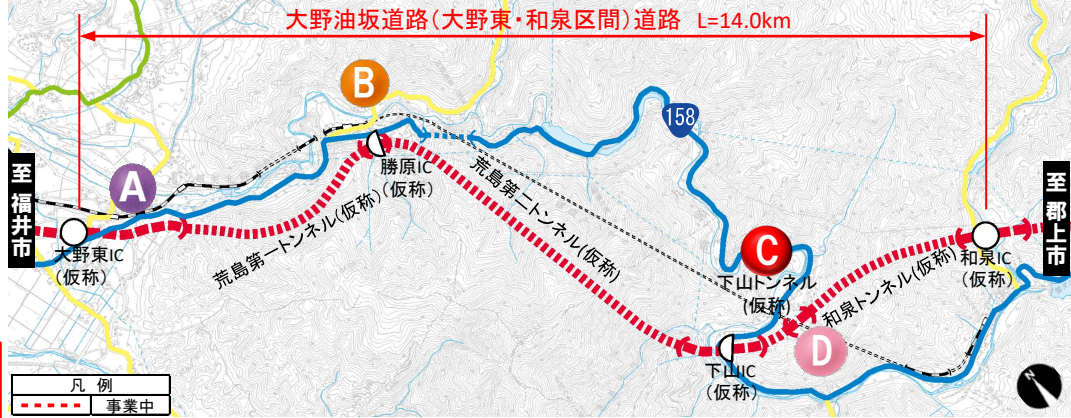 大野油坂道路(大野東・和泉区間)道路 L=14.0km
B
158
至 福井市
A
勝原IC
(仮称)
荒島第一トンネル(仮称)
荒島第二トンネル(仮称)
至 郡上市
大野東IC
(仮称)
C
下山トンネル
(仮称)
和泉トンネル(仮称)
和泉IC
(仮称)
D
下山IC
(仮称)
凡 例
事業中
N